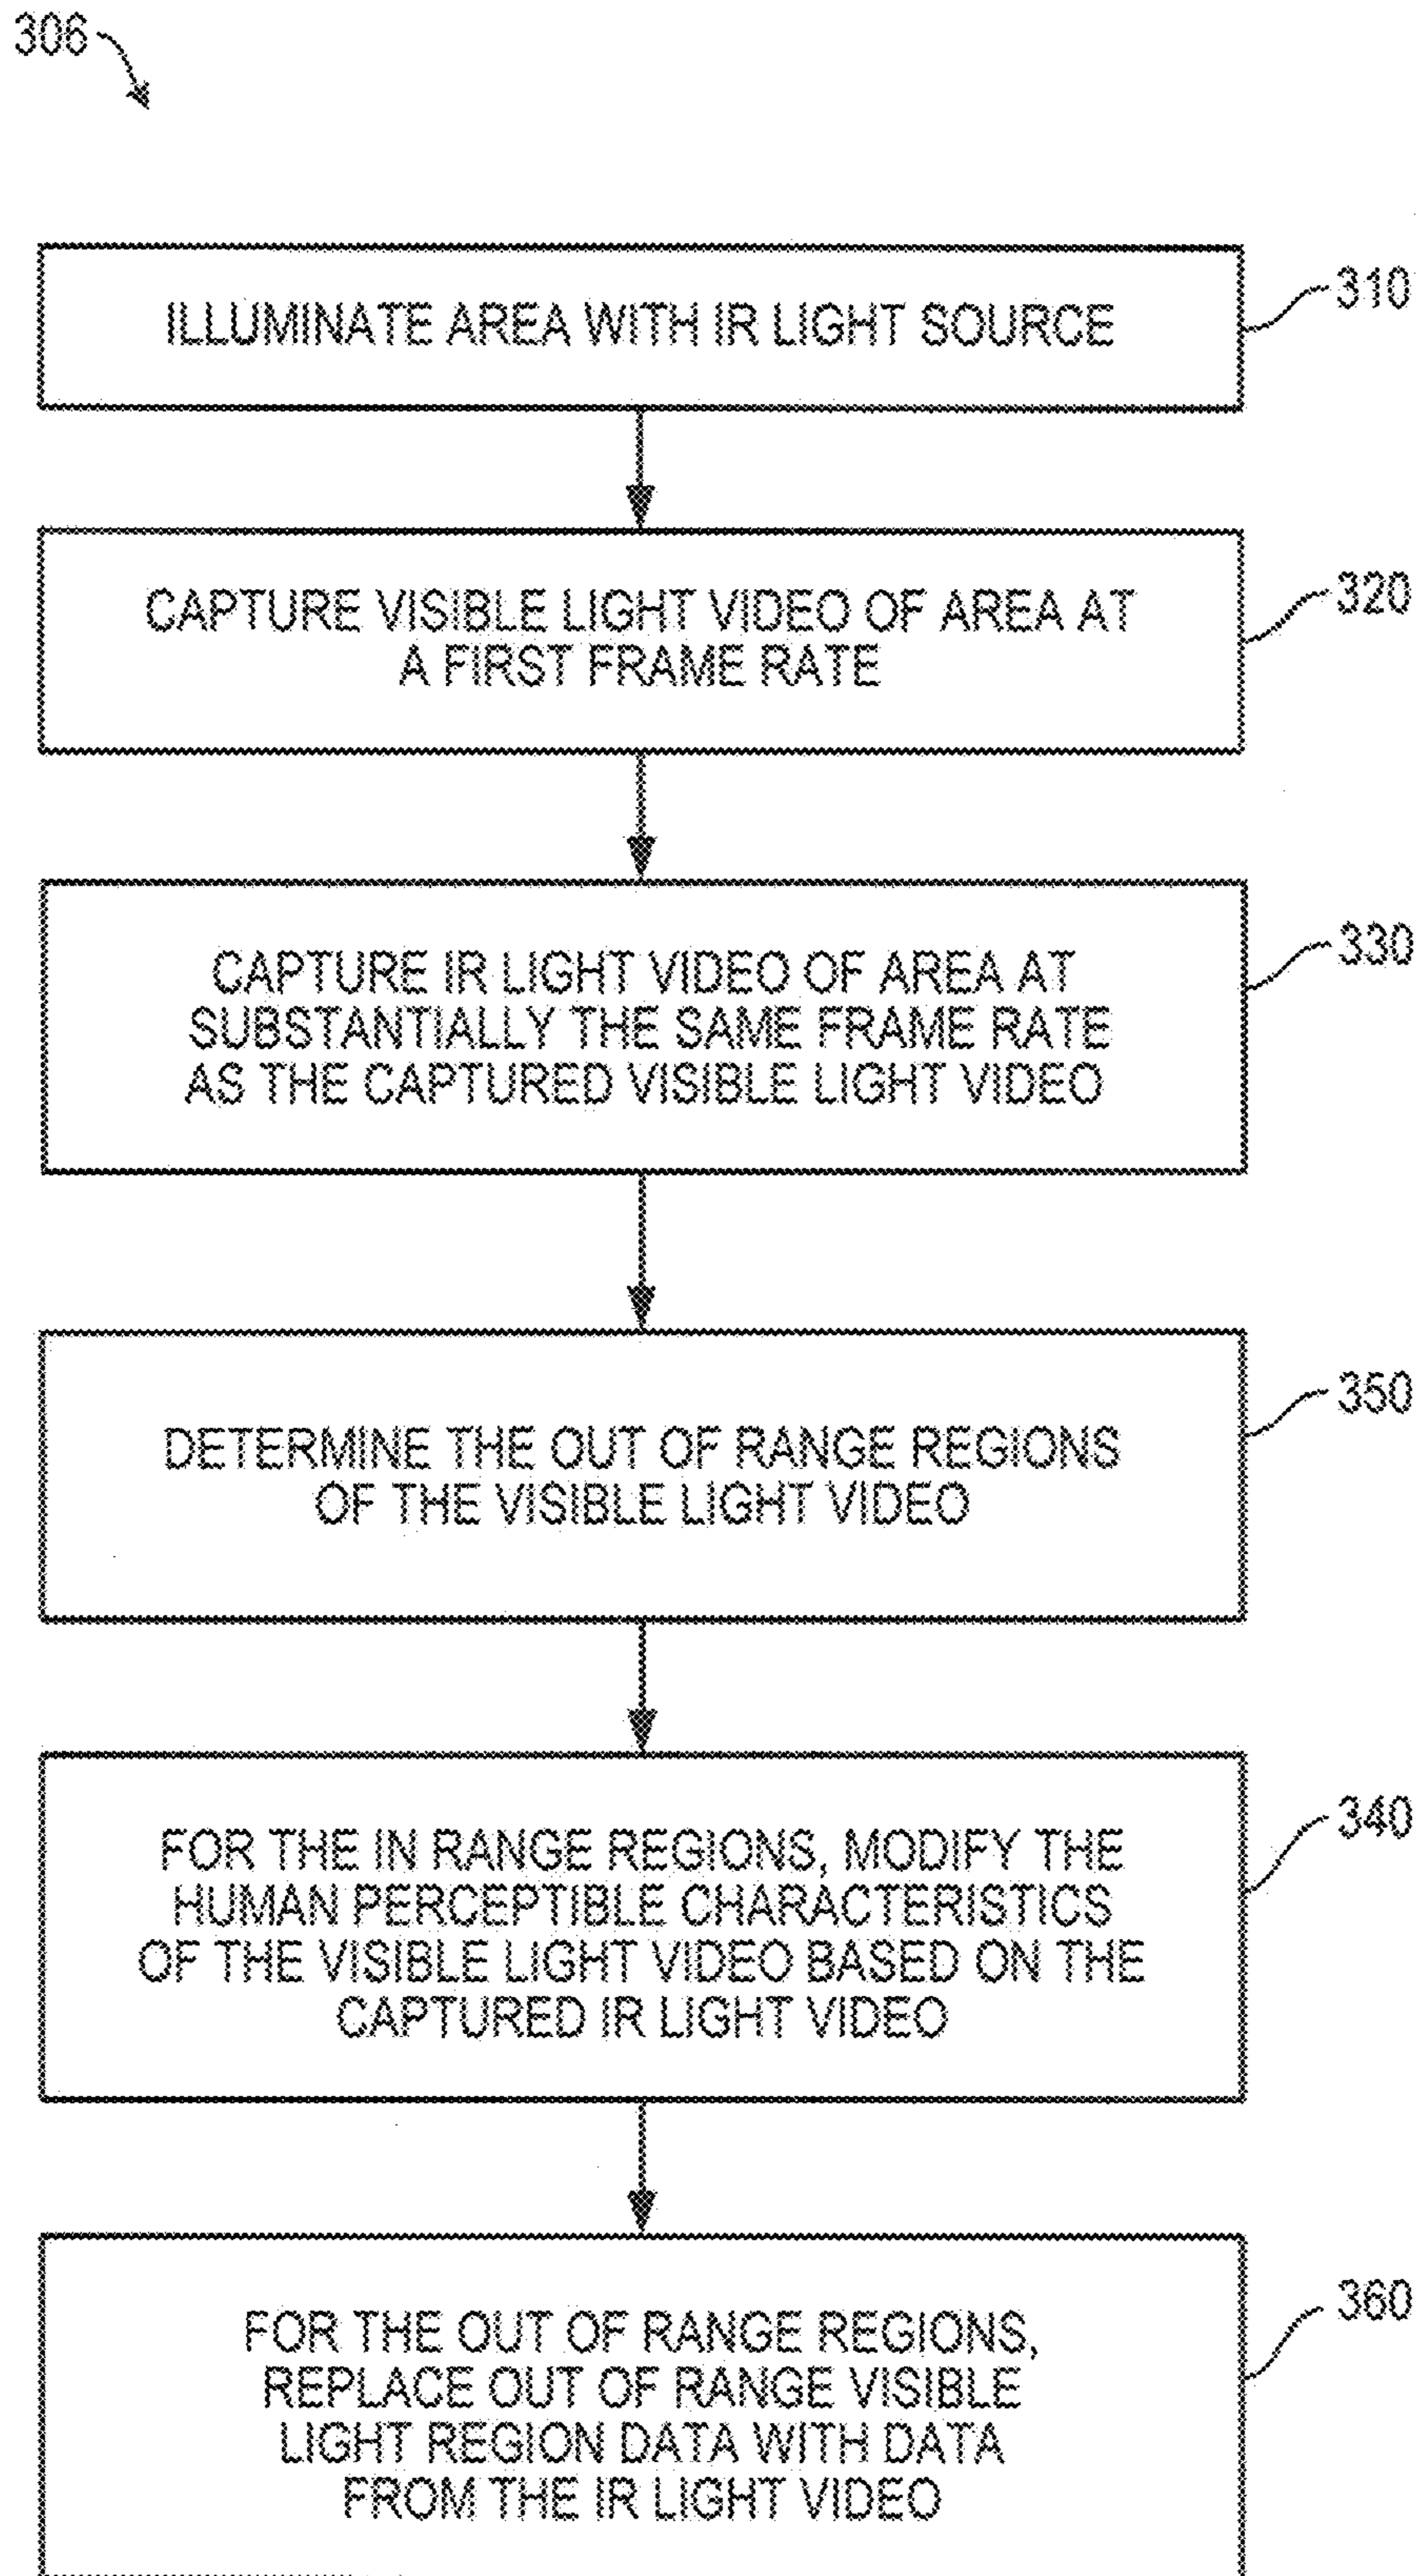 306
ILLUMINATE AREA WITH IR LIGHT SOURCE
310
CAPTURE VISIBLE LIGHT VIDEO OF AREA AT
A FIRST FRAME RATE
320
CAPTURE IR LIGHT VIDEO OF AREA AT
SUBSTANTIALLY THE SAME FRAME RATE
AS THE CAPTURED VISIBLE LIGHT VIDEO
330
DETERMINE THE OUT OF RANGE REGIONS
OF THE VISIBLE LIGHT VIDEO
350
FOR THE IN RANGE REGIONS, MODIFY THE
HUMAN PERCEPTIBLE CHARACTERISTICS
OF THE VISIBLE LIGHT VIDEO BASED ON THE
CAPTURED IR LIGHT VIDEO
340
FOR THE OUT OF RANGE REGIONS,
REPLACE OUT OF RANGE VISIBLE
LIGHT REGION DATA WITH DATA
FROM THE IR LIGHT VIDEO
360